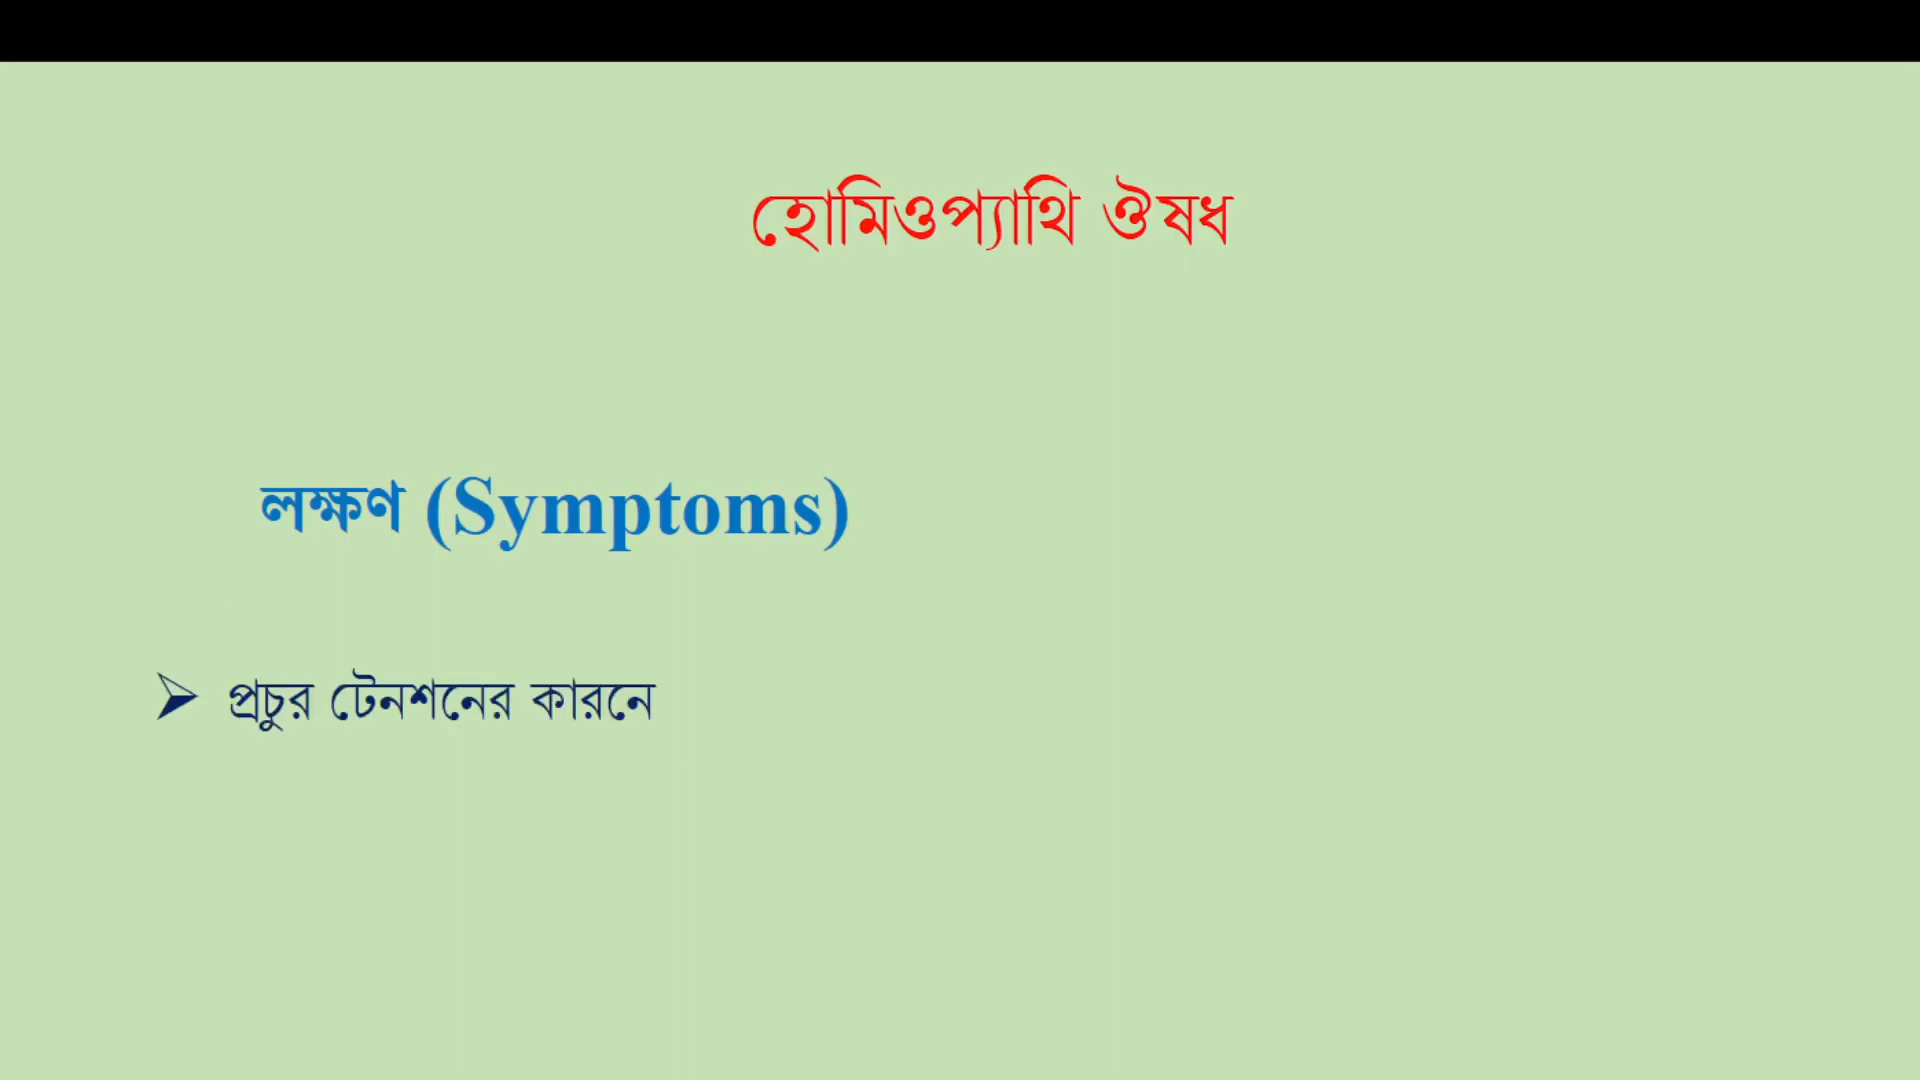 হোমিওপ্যাথি ঔষধ
লক্ষণ (Symptoms)
➢ প্রচুর টেনশনের কারনে